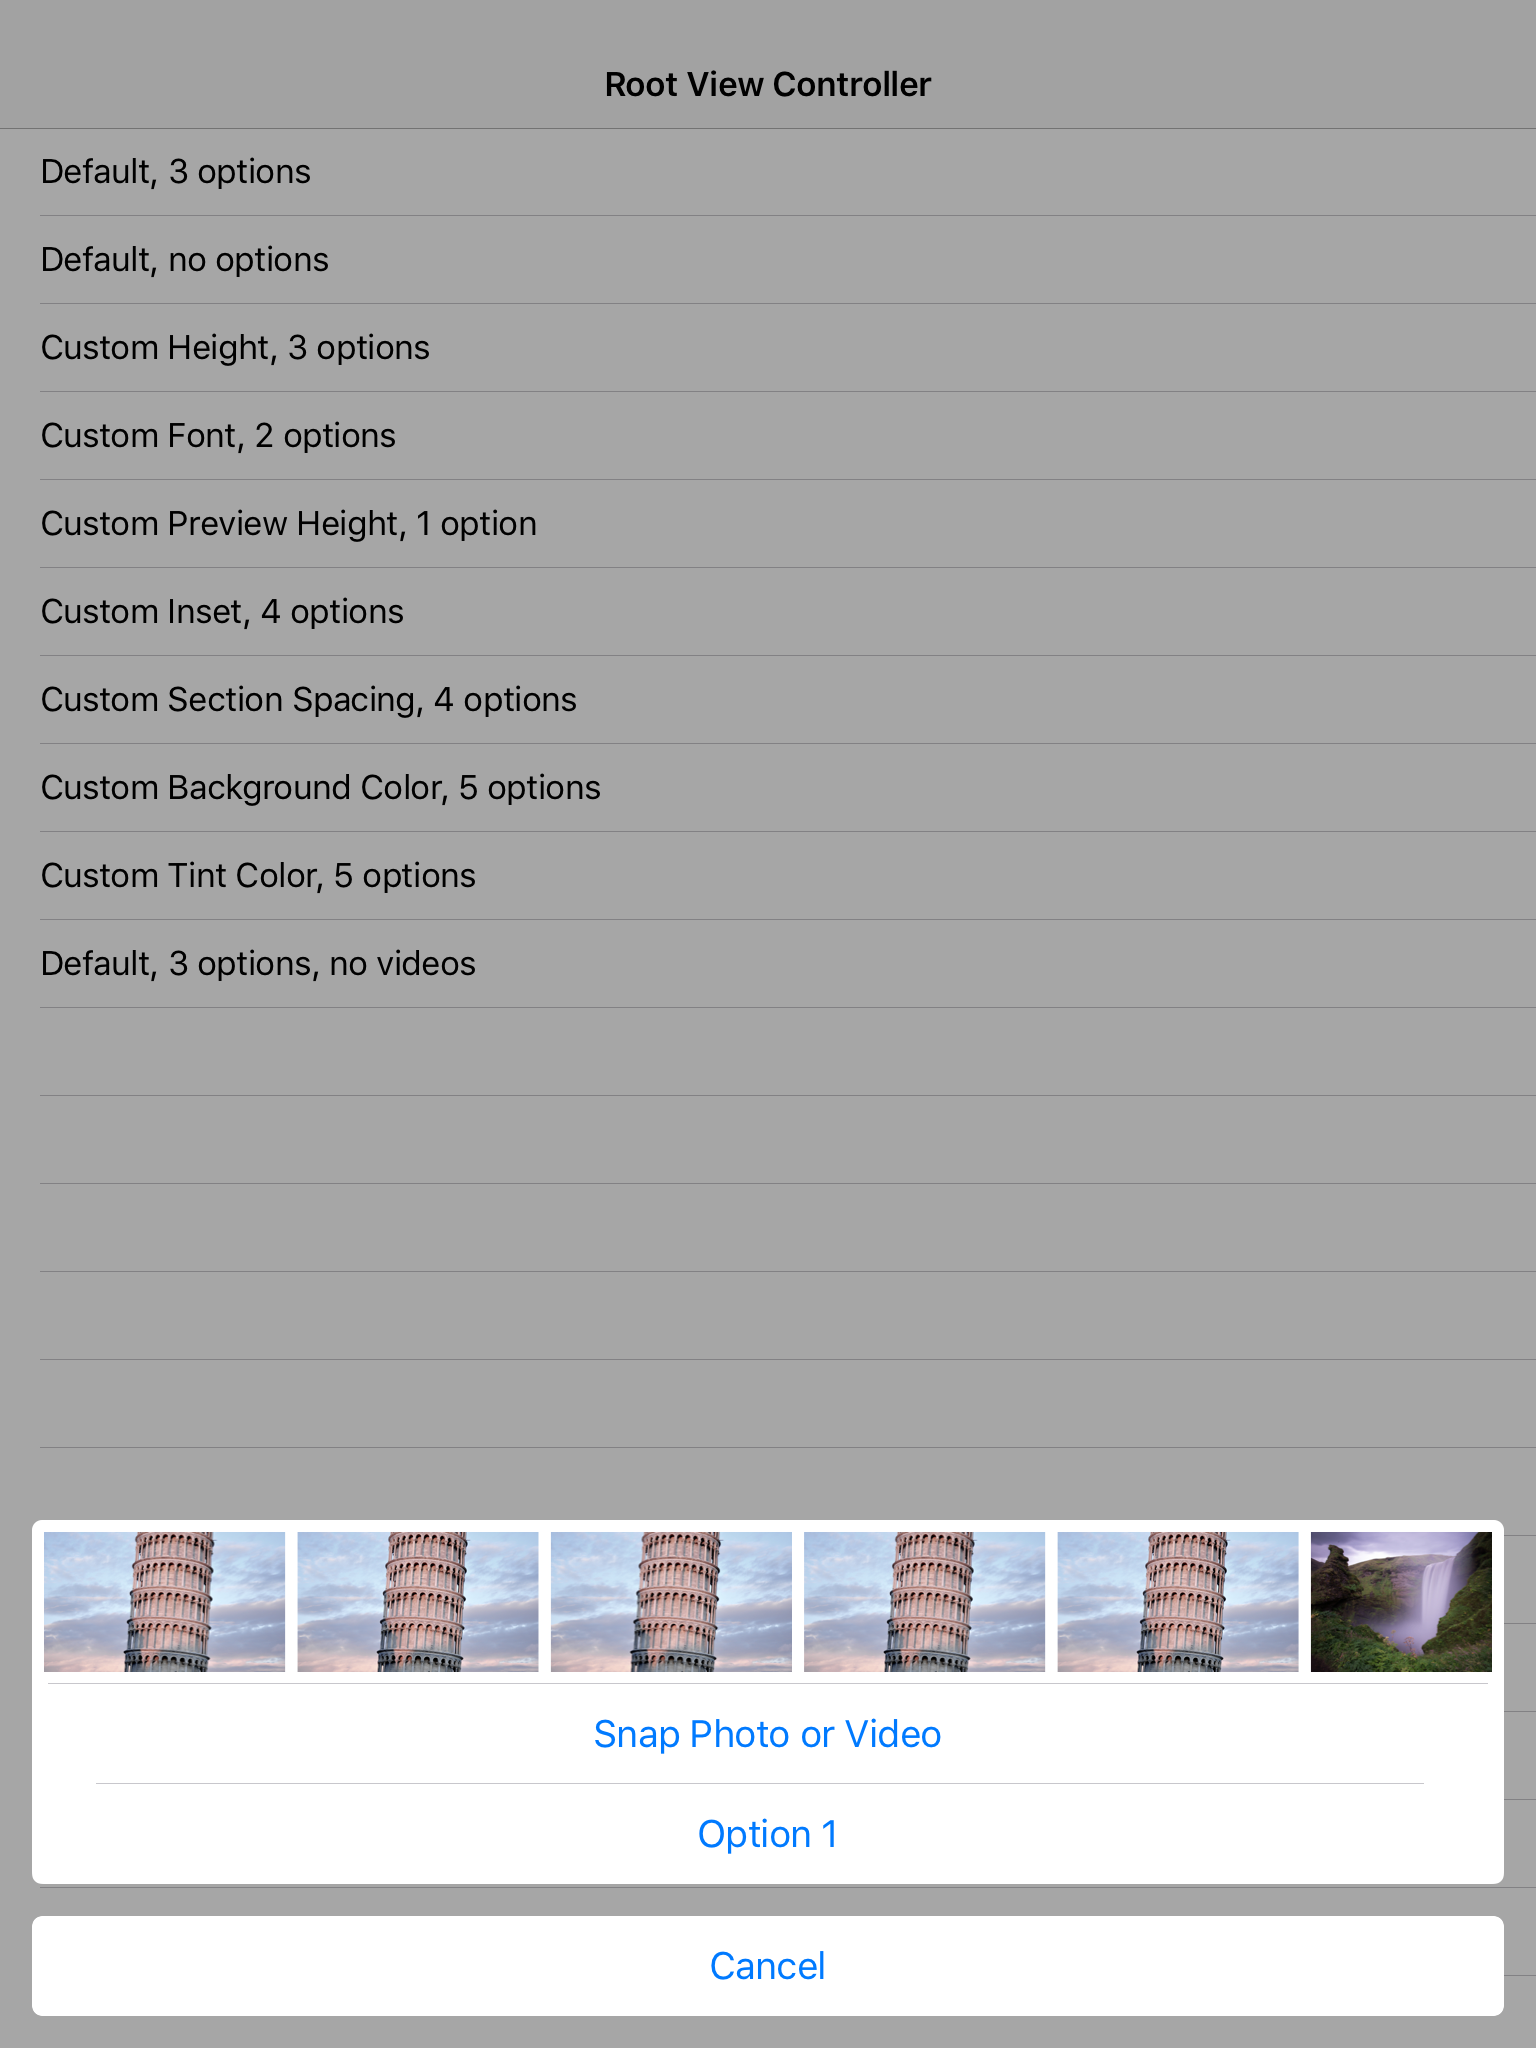 Root View Controller
Default, 3 options
Default, no options
Custom Height, 3 options
Custom Font, 2 options
Custom Preview Height, 1 option
Custom Inset, 4 options
Custom Section Spacing, 4 options
Custom Background Color, 5 options
Custom Tint Color, 5 options
Default, 3 options, no videos
Snap Photo or Video
Option 1
Cancel